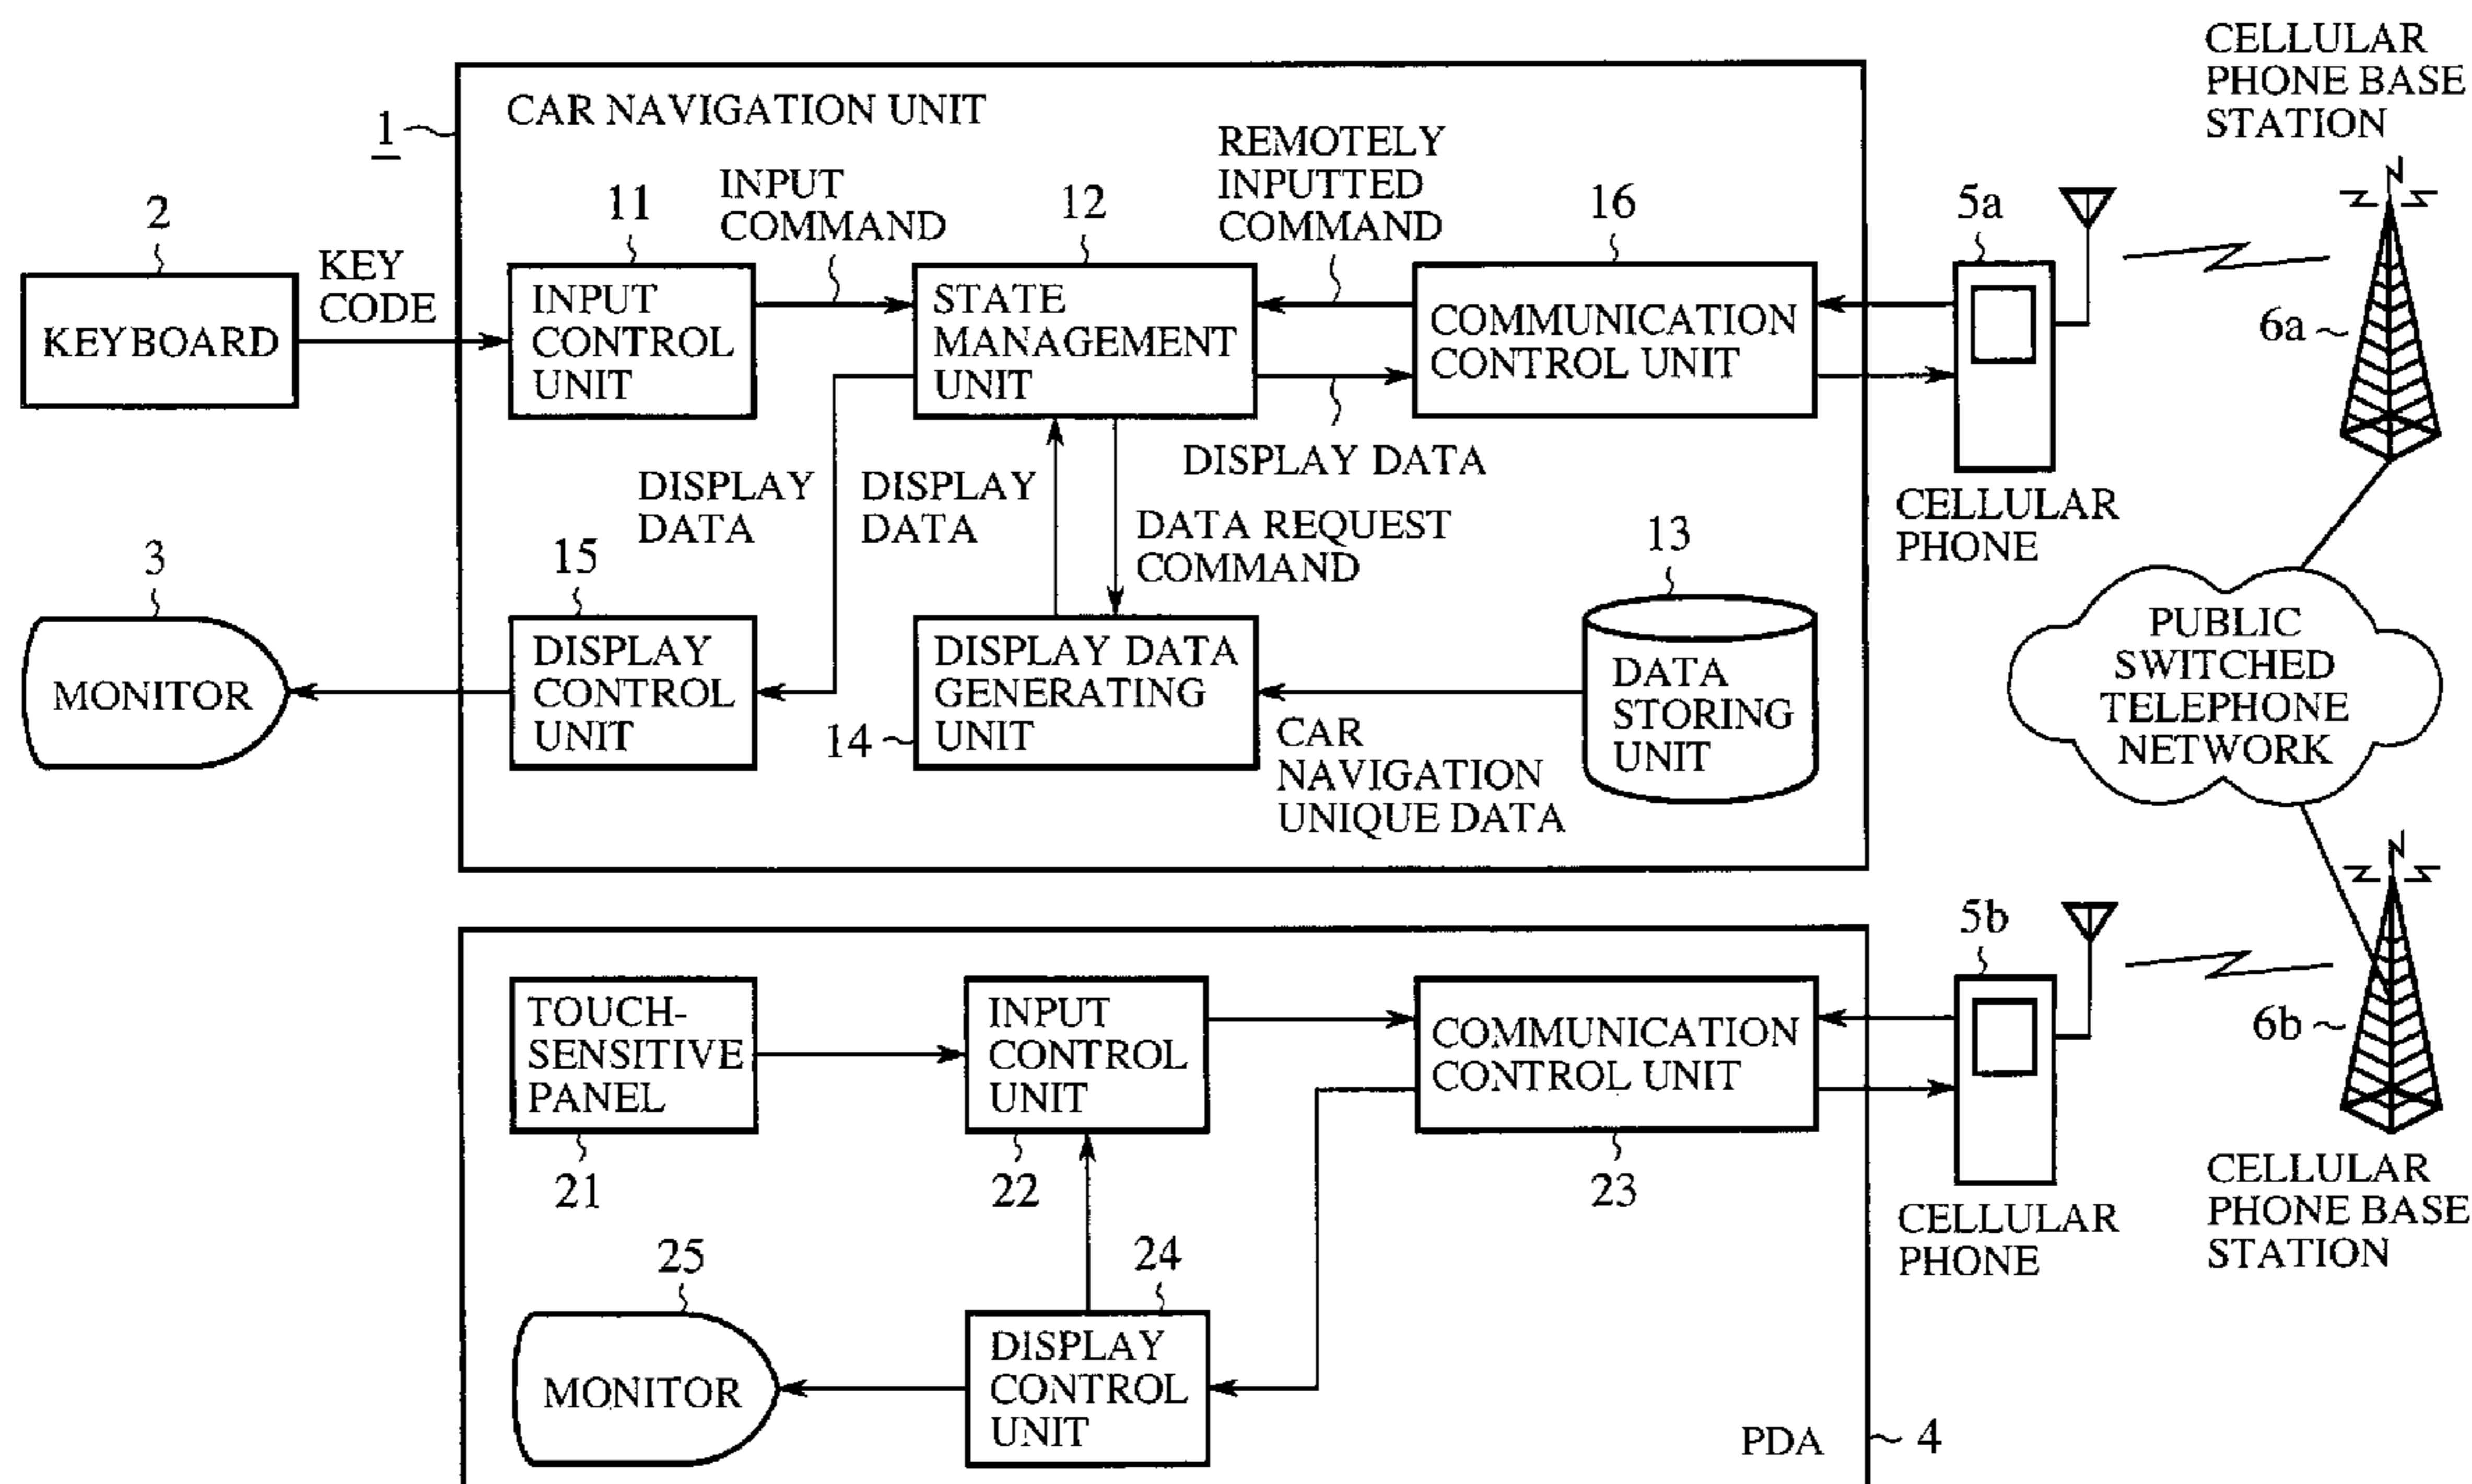 CELLULAR
PHONE BASE
STATION
CAR NAVIGATION UNIT
1
REMOTELY
INPUTTED
COMMAND
INPUT
COMMAND
2
11
12
16
5a
KEY
CODE
KEYBOARD
INPUT
CONTROL
UNIT
STATE
MANAGEMENT
UNIT
COMMUNICATION
CONTROL UNIT
6a
DISPLAY DATA
DISPLAY
DATA
DISPLAY
DATA
DATA REQUEST
COMMAND
CELLULAR
PHONE
3
15
13
MONITOR
DISPLAY
CONTROL
UNIT
14
DISPLAY DATA
GENERATING
UNIT
CAR
NAVIGATION
UNIQUE DATA
DATA
STORING
UNIT
PUBLIC
SWITCHED
TELEPHONE
NETWORK
5b
TOUCH-
SENSITIVE
PANEL
21
INPUT
CONTROL
UNIT
22
COMMUNICATION
CONTROL UNIT
23
6b
CELLULAR
PHONE
CELLULAR
PHONE BASE
STATION
25
24
MONITOR
DISPLAY
CONTROL
UNIT
PDA
4